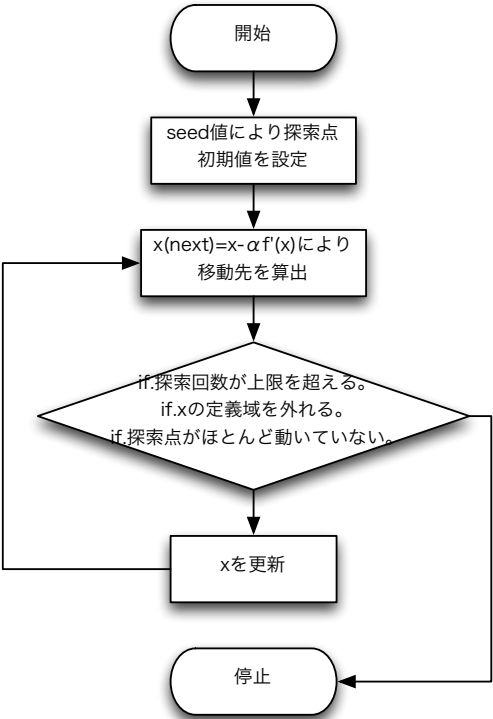 開始
seed値により探索点
初期値を設定
x(next)=x-αf'(x)により
移動先を算出
if.探索回数が上限を超える。
if.xの定義域を外れる。
if.探索点がほとんど動いていない。
xを更新
停止